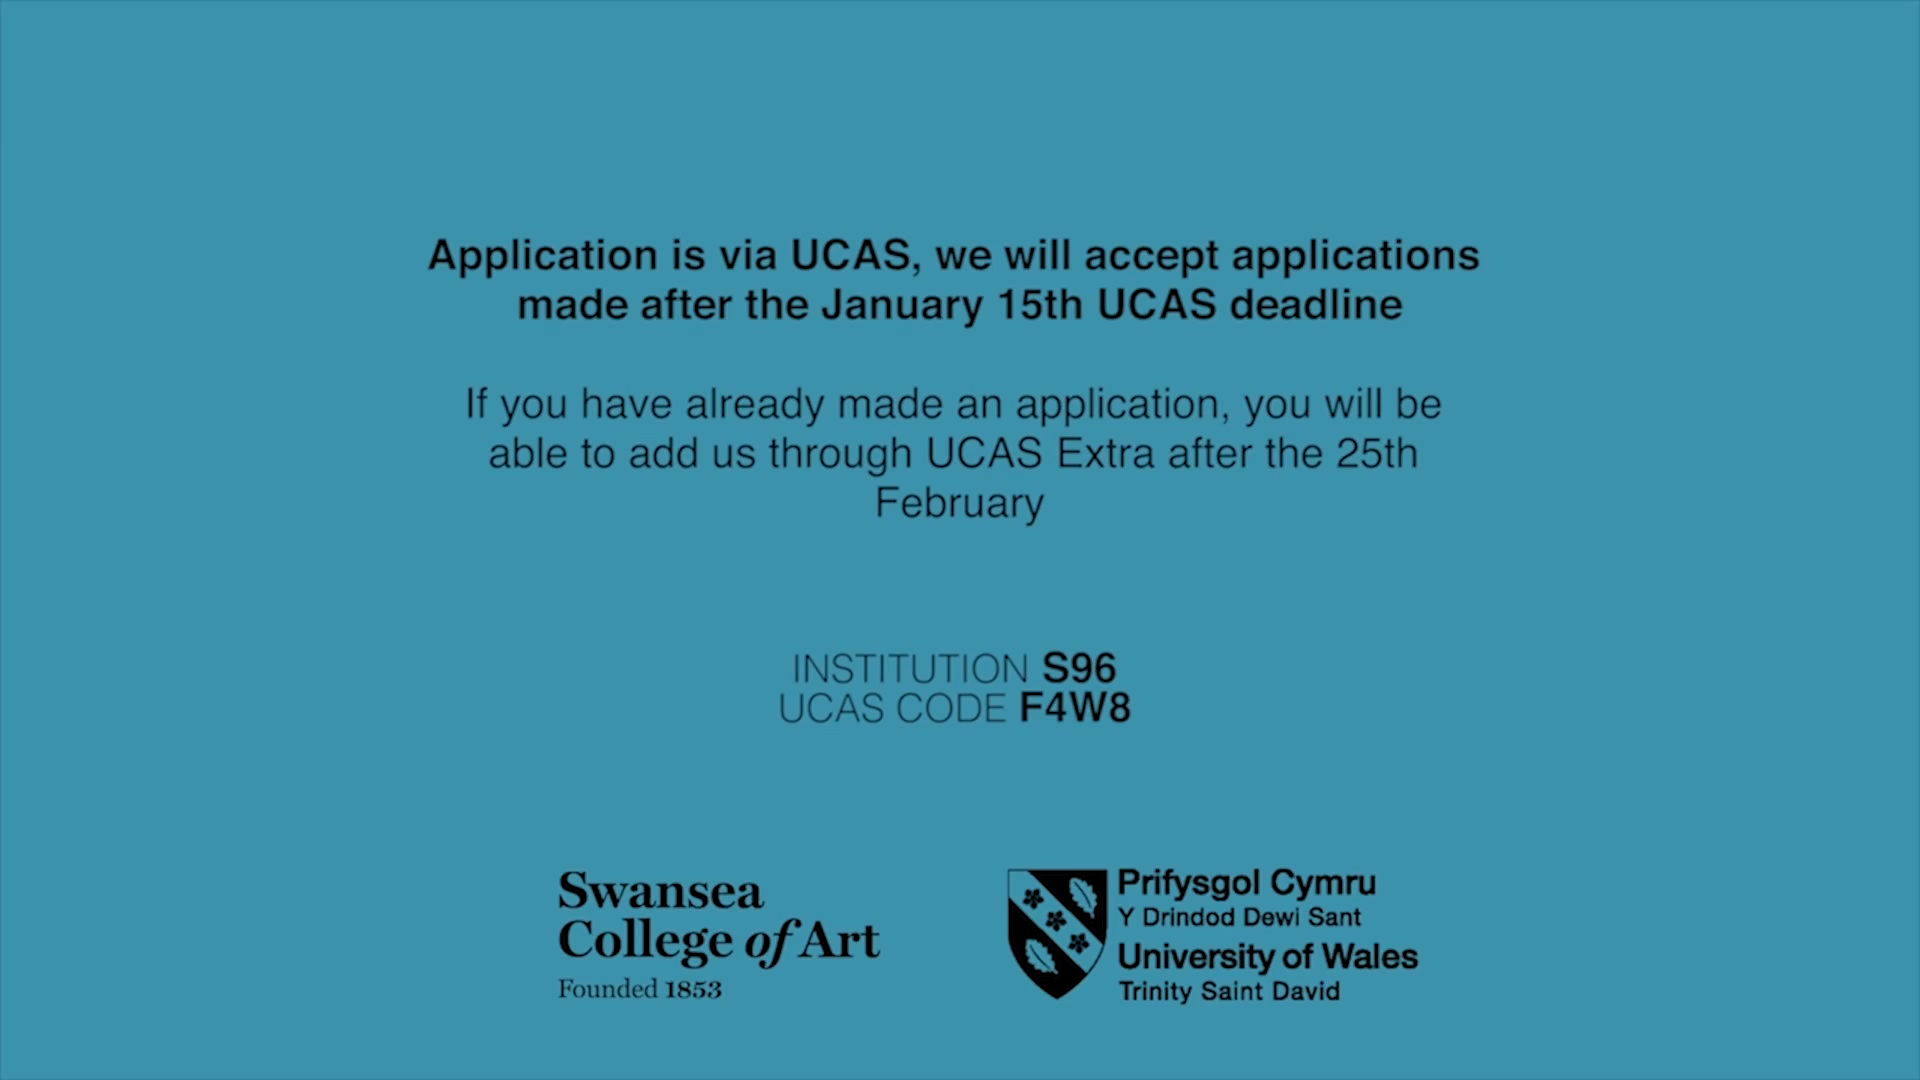 Application is via UCAS, we will accept applications
made after the January 15th UCAS deadline
If you have already made an application, you will be
able to add us through UCAS Extra after the 25th
February
INSTITUTION S96
UCAS CODE F4W8
Swansea
College of Art
Founded 1853
Prifysgol Cymru
Y Drindod Dewi Sant
University of Wales
Trinity Saint David